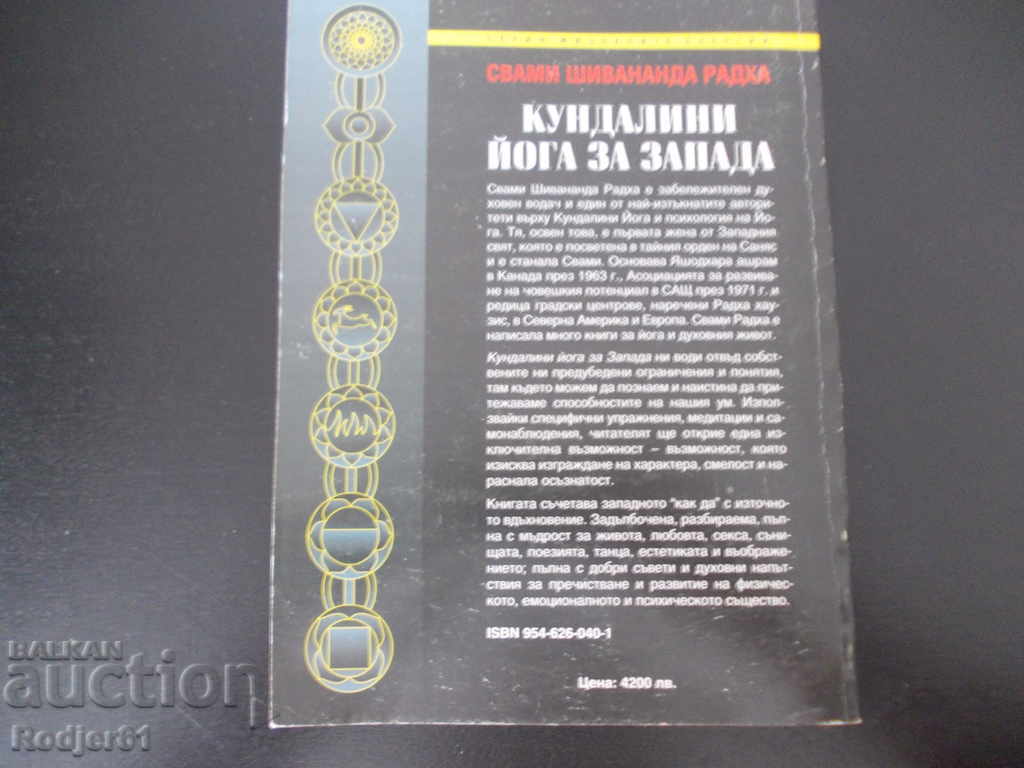 СВАМИ ШИВАНАНДА РАДХА
КУНДАЛИНИ
ЙОГА ЗА ЗАПАДА
Свами Шивананда Радха е забележителен ду-
ховен водач и един от най-изтъкнатите автори-
тети върху Кундалини Йога и психология на Йо-
га. Тя, освен това, е първата жена от Западния
свят, която е посветена в тайния орден на Саняс
и е станала Свами. Основава Яшодхара ашрам
в Канада през 1963 г., Асоциацията за развива-
не на човешкия потенциал в САЩ през 1971 г. и
редица градски центрове, наречени Радха хау-
зис, в Северна Америка и Европа. Свами Радха е
написала много книги за йога и духовния живот.
Кундалини йога за Запада ни води отвъд собст-
вените ни предубедени ограничения и понятия,
там където можем да познаем и наистина да при-
тежаваме способностите на нашия ум. Изпол-
звайки специфични упражнения, медитации и са-
монаблюдения, читателят ще открие една из-
ключителна възможност – възможност, която
изисква изграждане на характера, смелост и на-
раснала осъзнатост.
Книгата съчетава западното "как да" с източно-
то вдъхновение. Задълбочена, разбираема, пъл-
на с мъдрост за живота, любовта, секса, съни-
щата, поезията, танца, естетиката и въображе-
нието; пълна с добри съвети и духовни напът-
ствия за пречистване и развитие на физичес-
кото, емоционалното и психическото същество.
ISBN 954-626-040-1
Цена: 4200 лв.
BALKAN
auction
Rodjer61